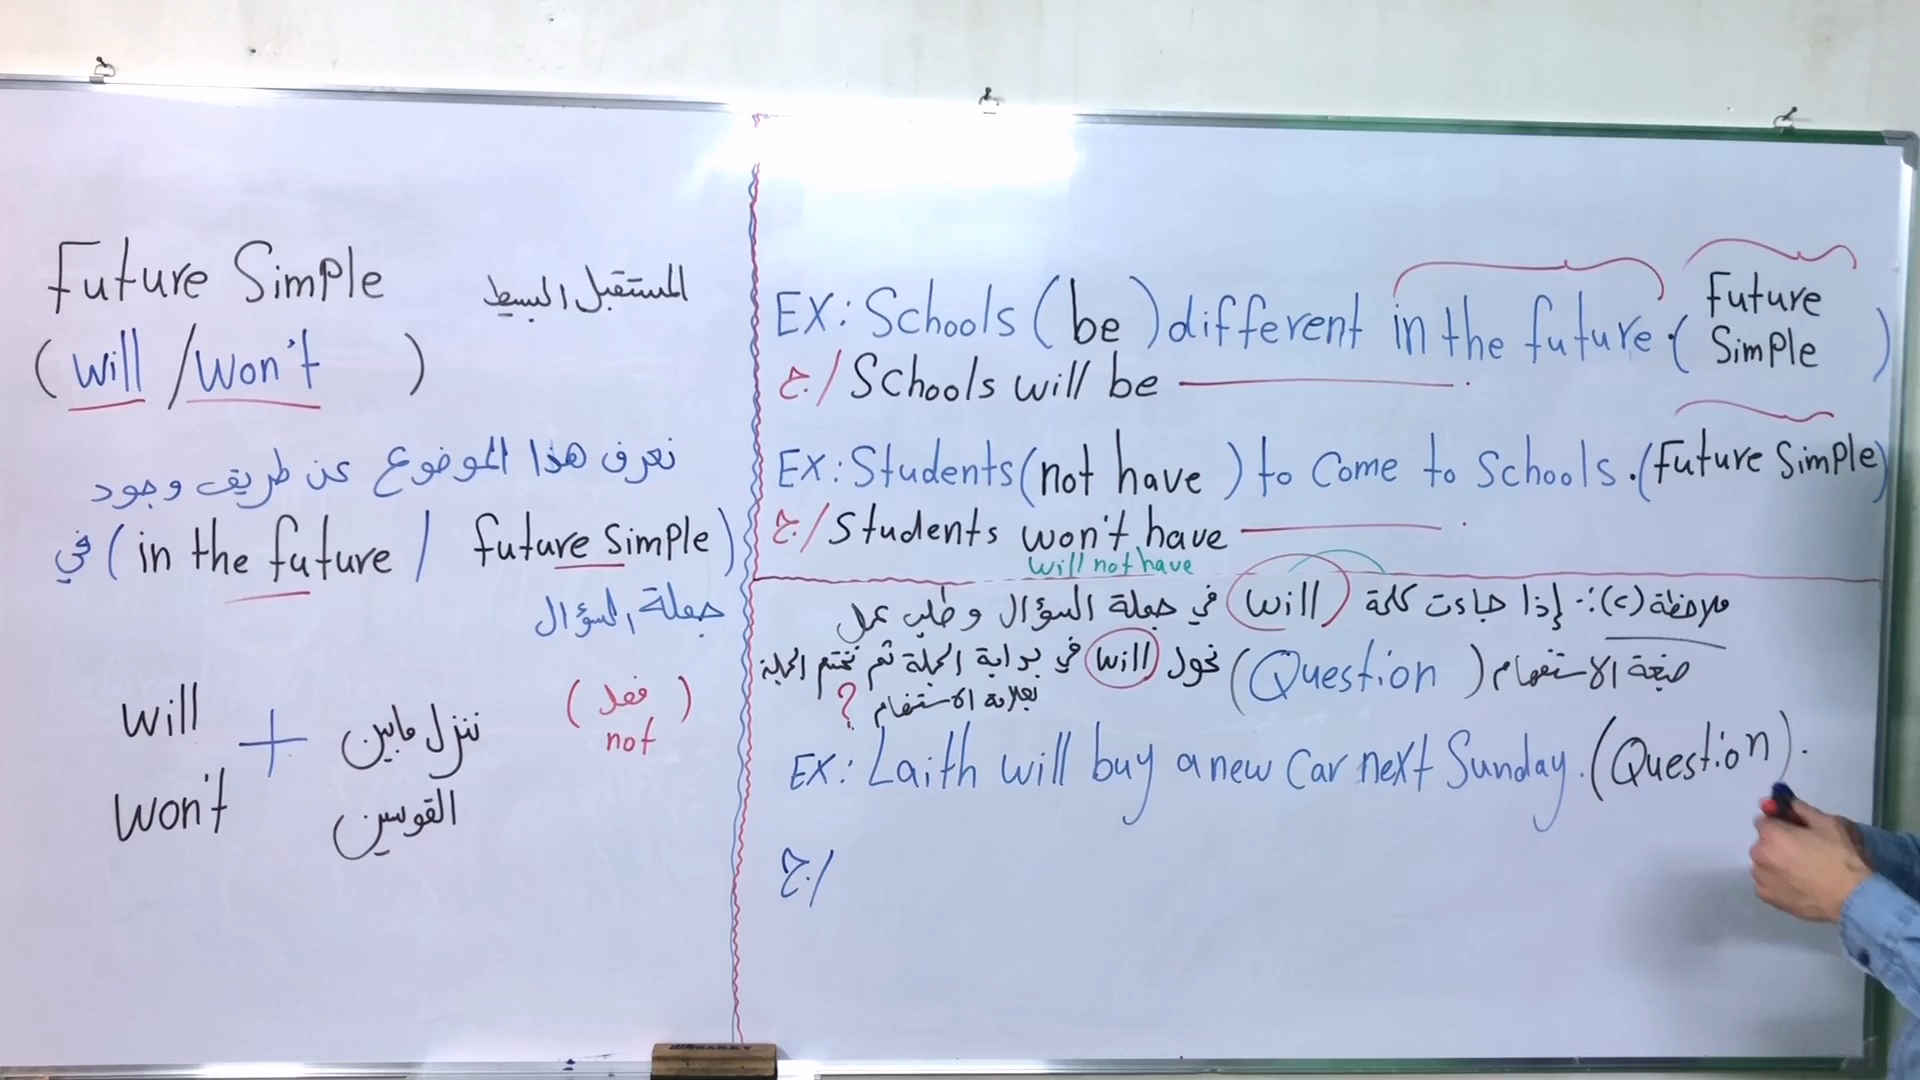 Future Simple المستقبل البسيط
(will / won't )
نعرف هذا الموضوع عن طريق وجود
(in the future / future simple) في
جملة السؤال
will
won't
+
ننزل مابين
القوسين
(فعل)
not
EX: Schools (be) different in the future. (Future Simple)
ج/ Schools will be ــــــ.
EX: Students (not have) to Come to Schools. (Future Simple)
ج/ Students won't have ــــــ.
will not have
ملاحظة (٢):- إذا جاءت كلمة will في جملة السؤال وطلب عمل
صيغة الاستفهام (Question) نحول will في بداية الجملة ثم نختم الجملة
بعلامة الاستفهام ?
EX: Laith will buy a new Car next Sunday. (Question).
ج/